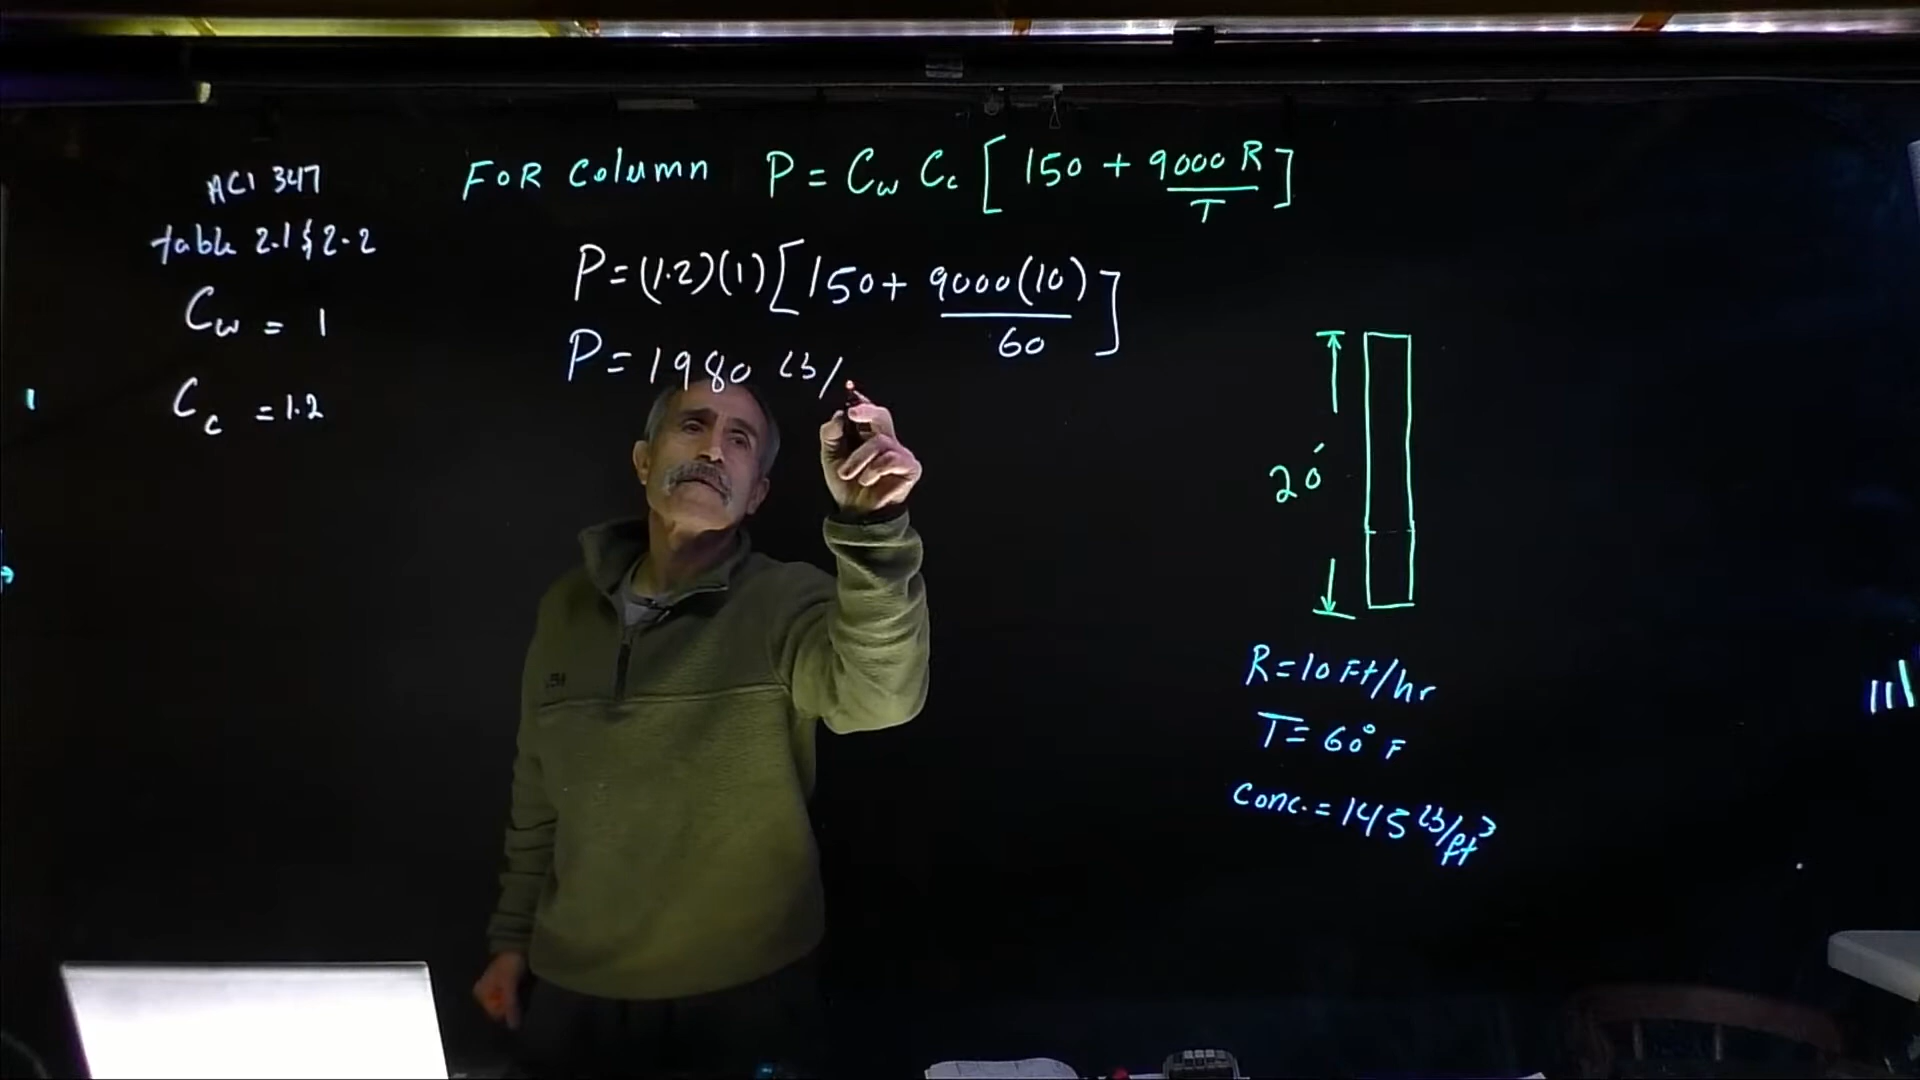 ACI 347
table 2.1 & 2.2
Cw = 1
Cc = 1.2
FOR Column P = Cw Cc [ 150 + 9000 R / T ]
P = (1.2)(1) [ 150 + 9000(10) / 60 ]
P = 1980 Lb/
20'
R = 10 Ft/hr
T = 60° F
Conc. = 145 Lb/ft³